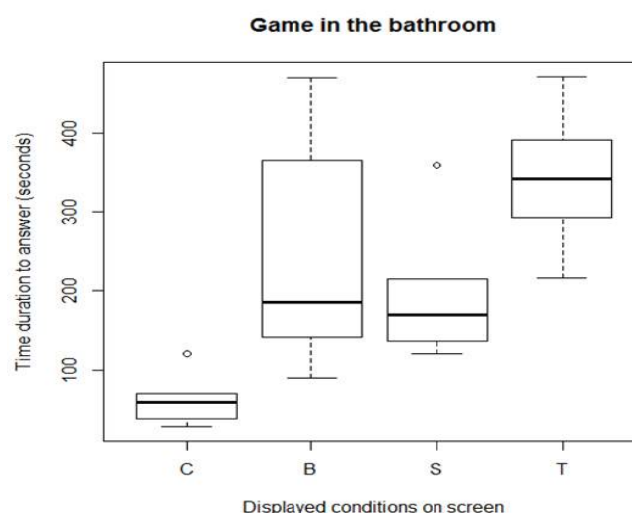 Game in the bathroom
Time duration to answer (seconds)
400
300
200
100
C B S T
Displayed conditions on screen